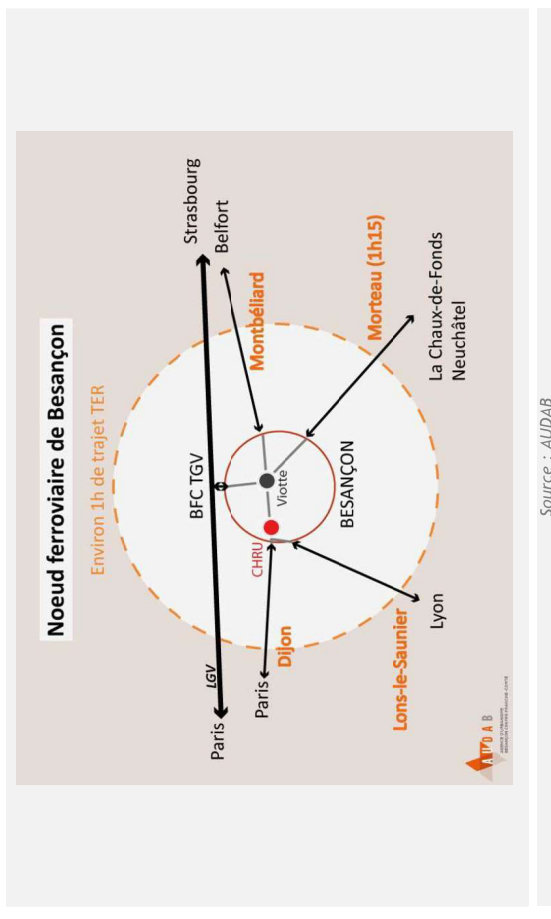 Noeud ferroviaire de Besançon
Environ 1h de trajet TER
Strasbourg
Belfort
Paris
LGV
BFC TGV
Montbéliard
Paris
Dijon
CHRU
Viotte
BESANÇON
Morteau (1h15)
Lons-le-Saunier
Lyon
La Chaux-de-Fonds
Neuchâtel
AUDAB
Source : AUDAB